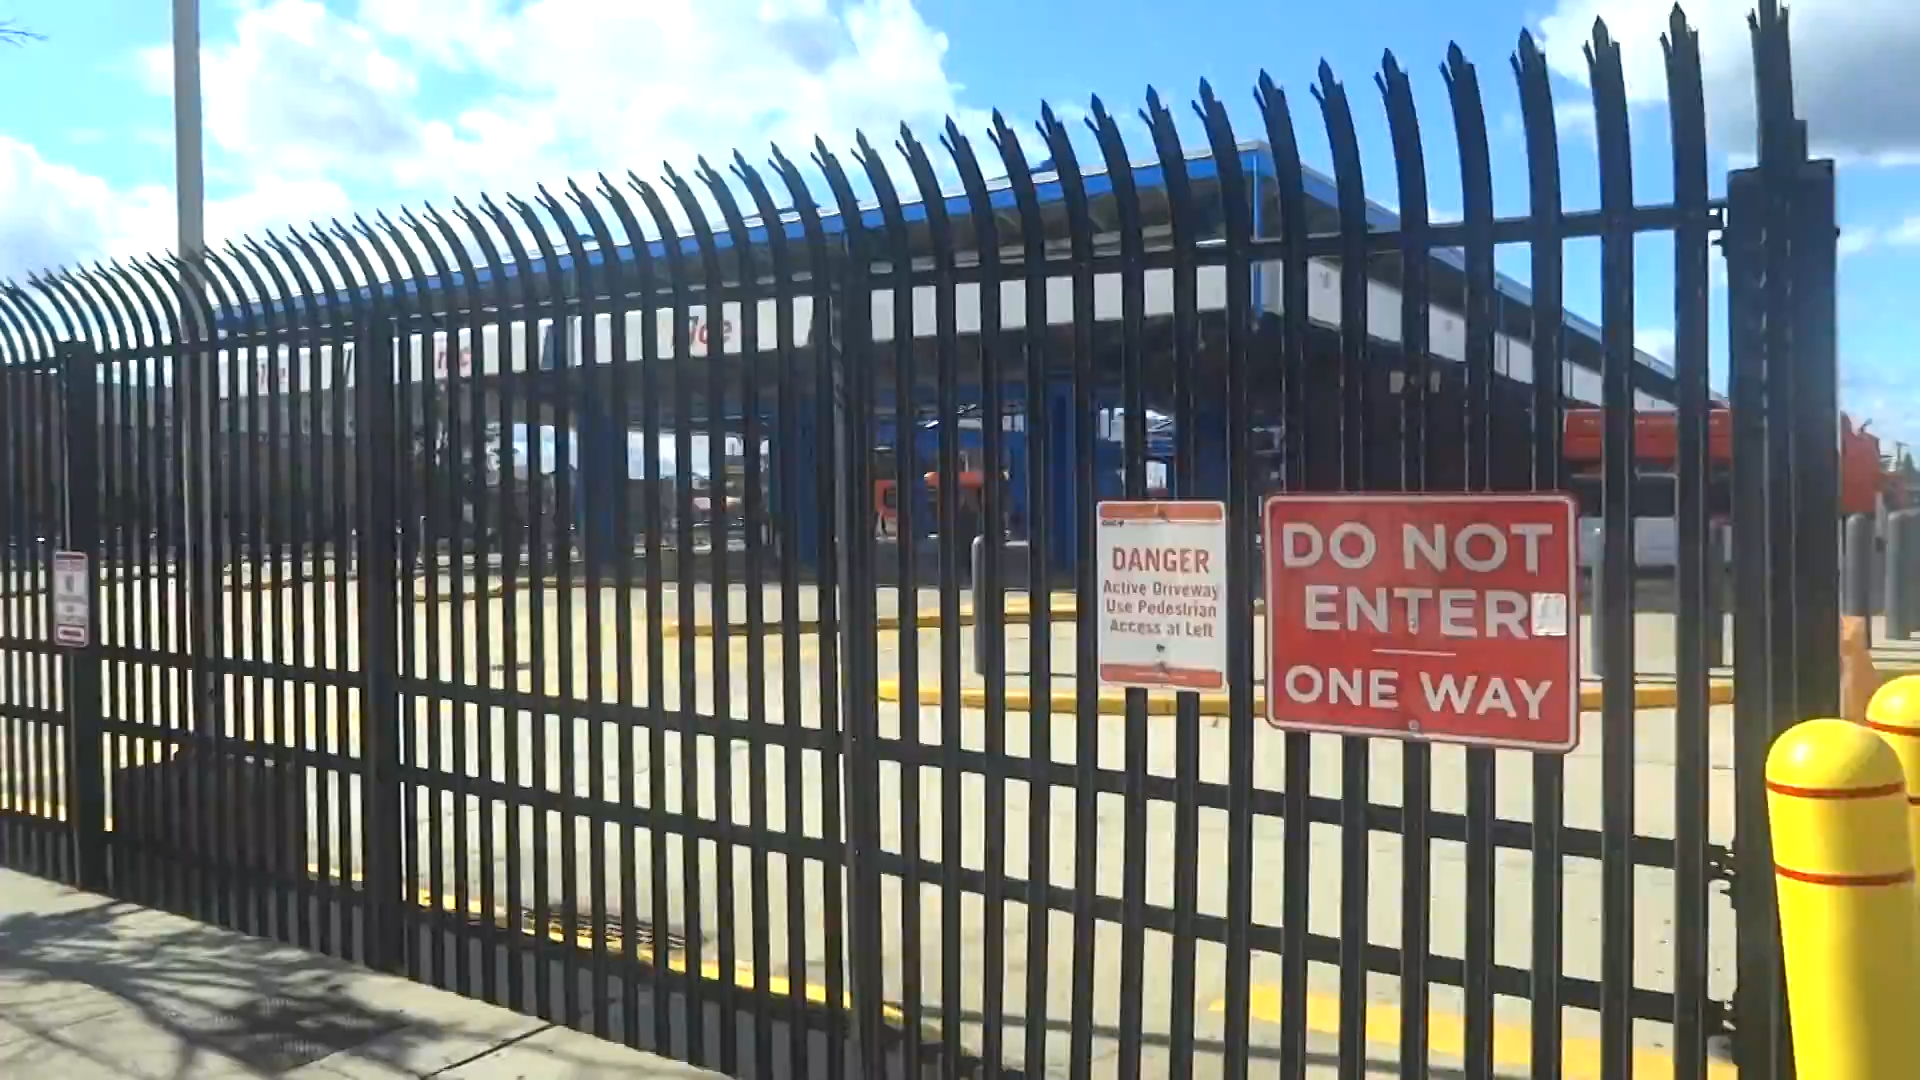 DANGER
Active Driveway
Use Pedestrian
Access at Left
DO NOT
ENTER
ONE WAY